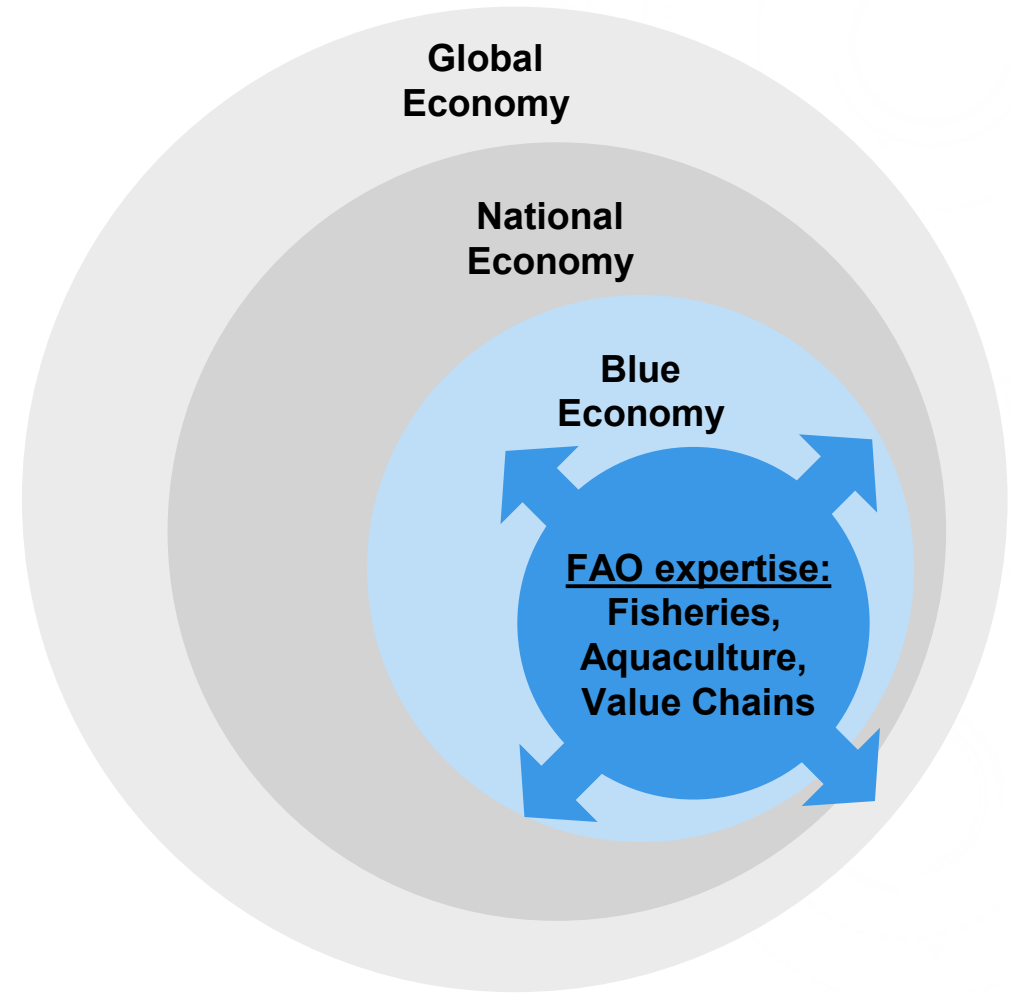 Global
Economy
National
Economy
Blue
Economy
FAO expertise:
Fisheries,
Aquaculture,
Value Chains